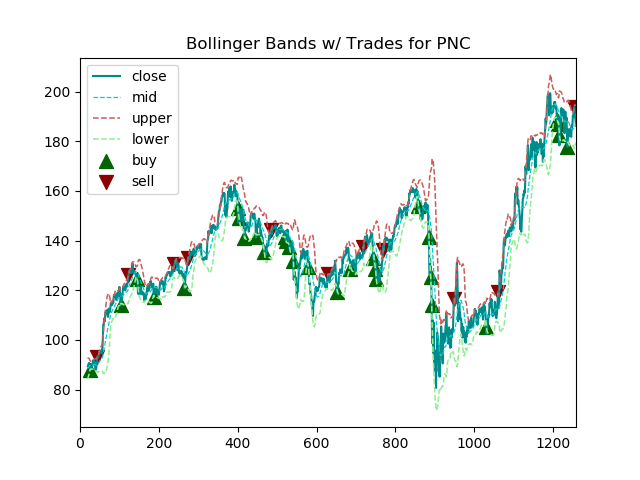 Bollinger Bands w/ Trades for PNC
close
mid
upper
lower
buy
sell
200
180
160
140
120
100
80
0 200 400 600 800 1000 1200